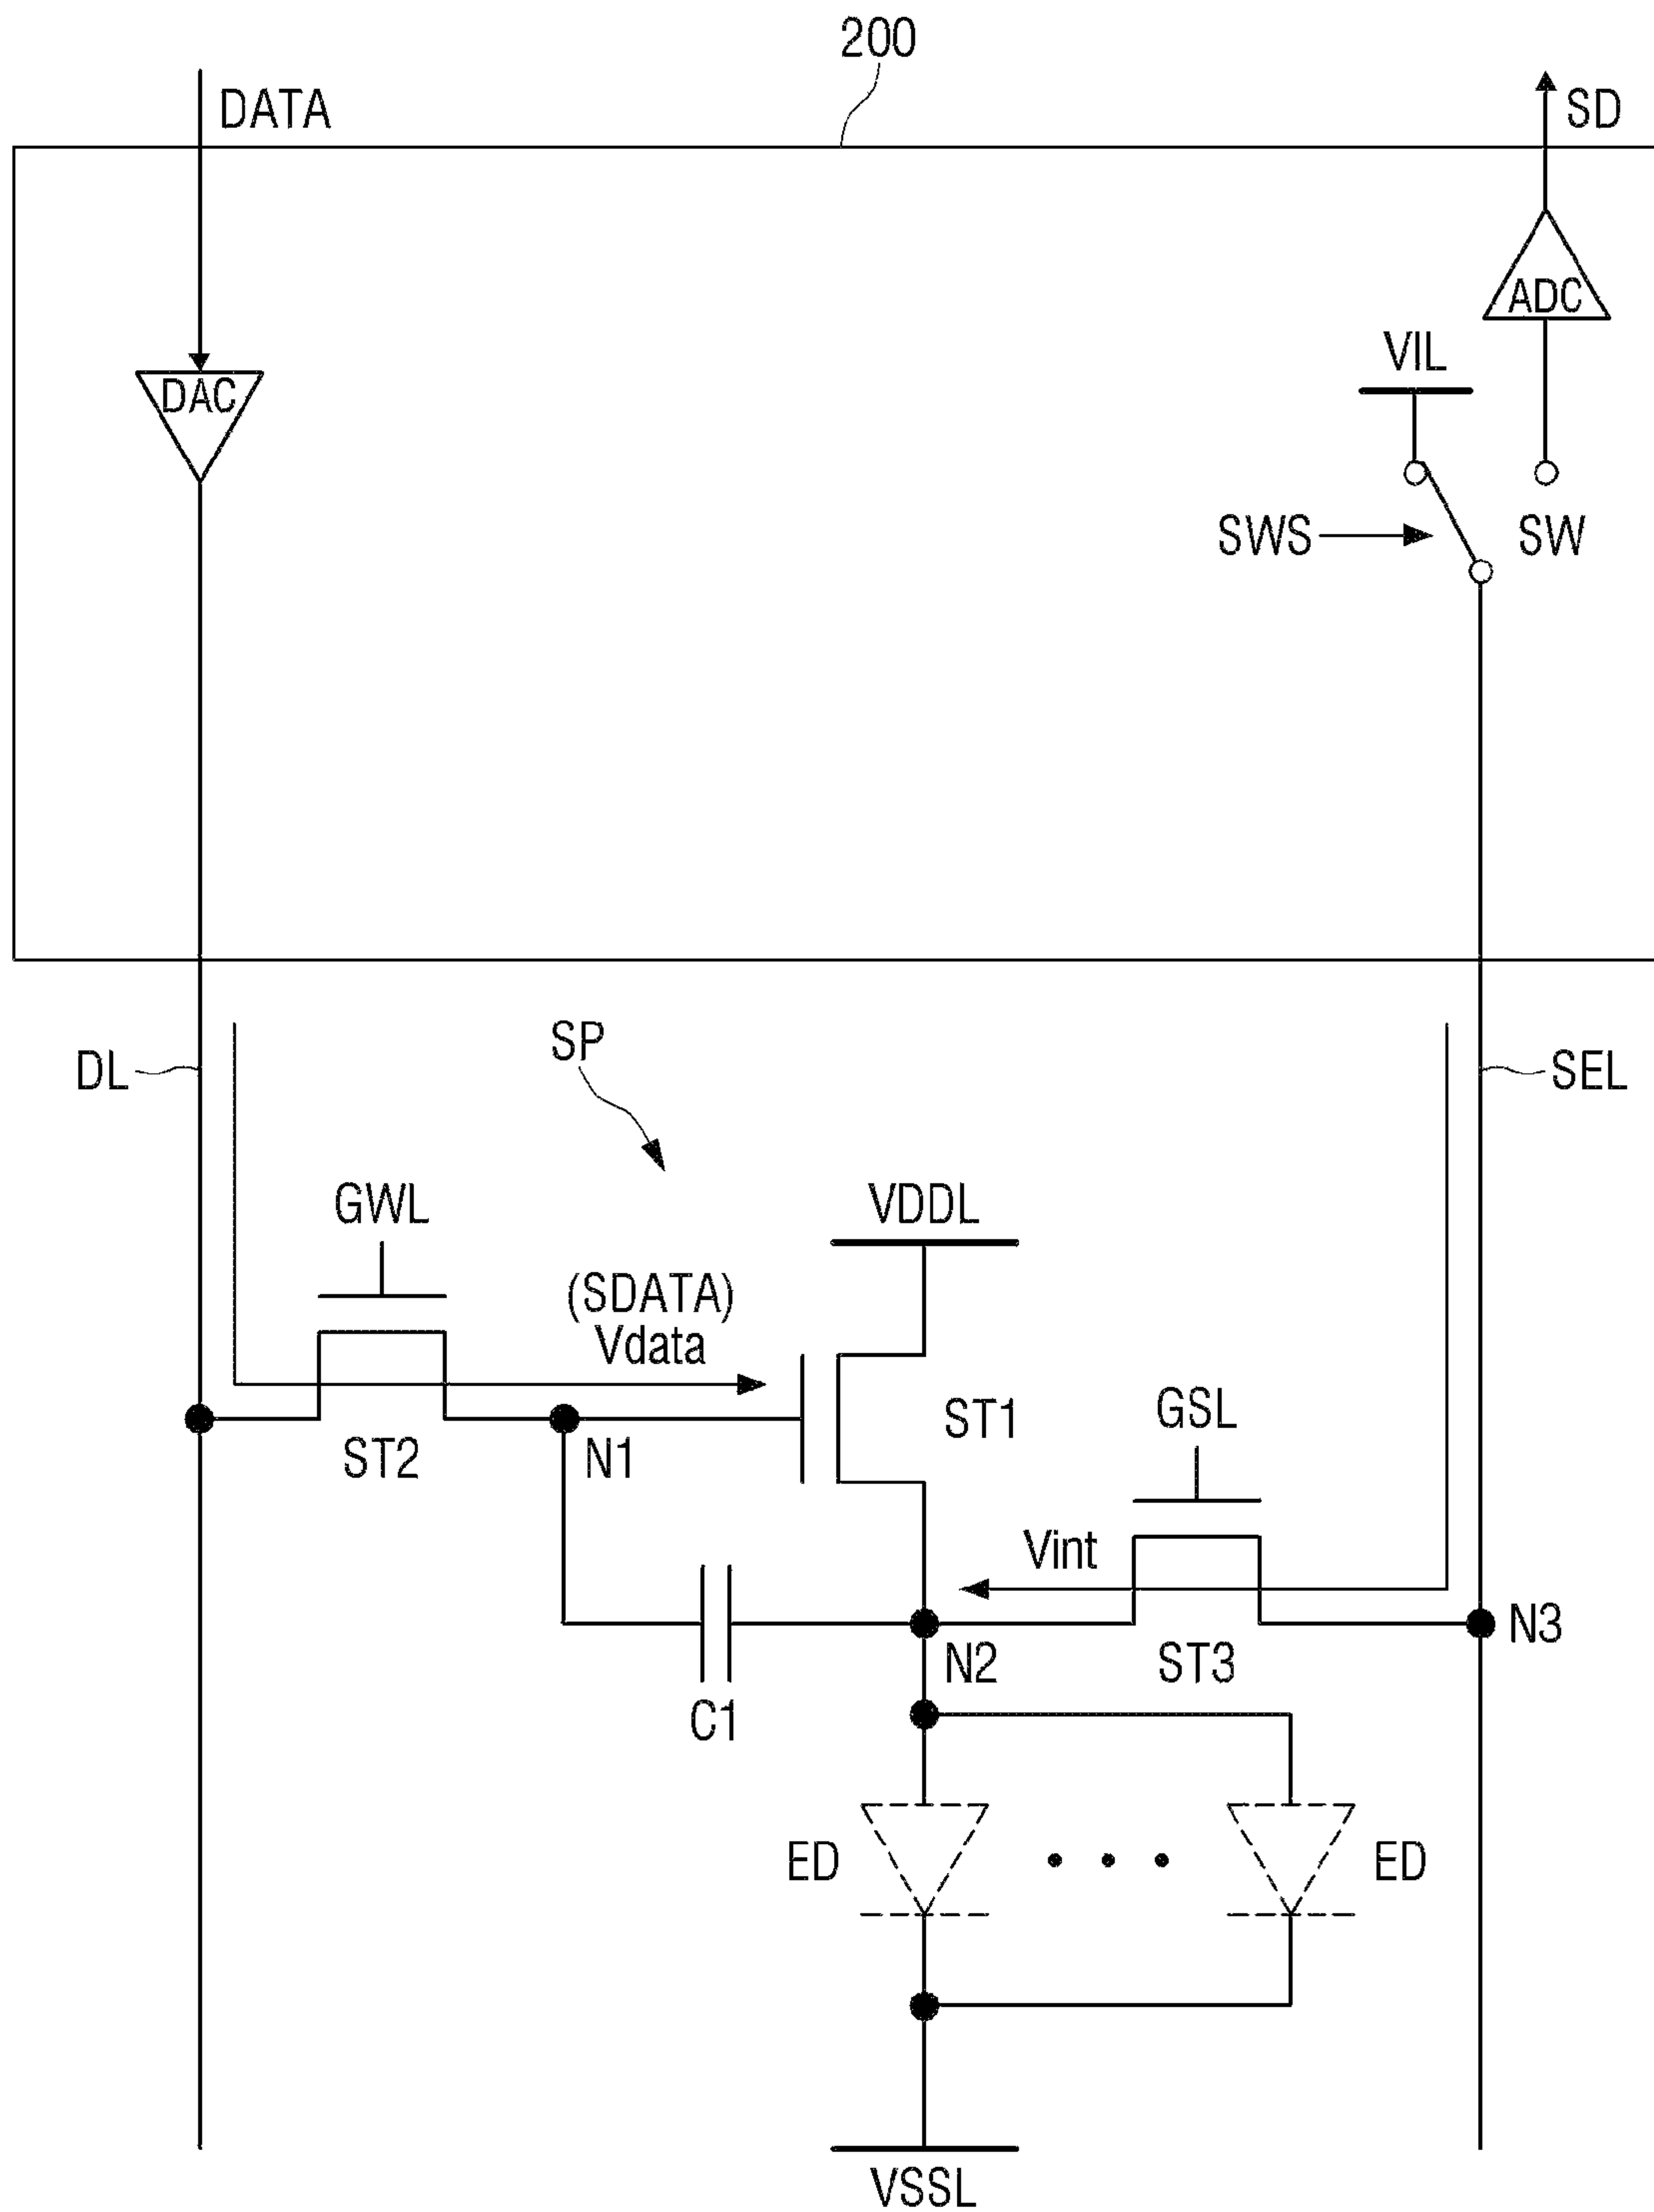 200
DATA
SD
ADC
VIL
DAC
SWS
SW
SP
DL
SEL
GWL
VDDL
(SDATA)
Vdata
GSL
ST1
ST2
N1
Vint
N3
N2
ST3
C1
ED
ED
VSSL